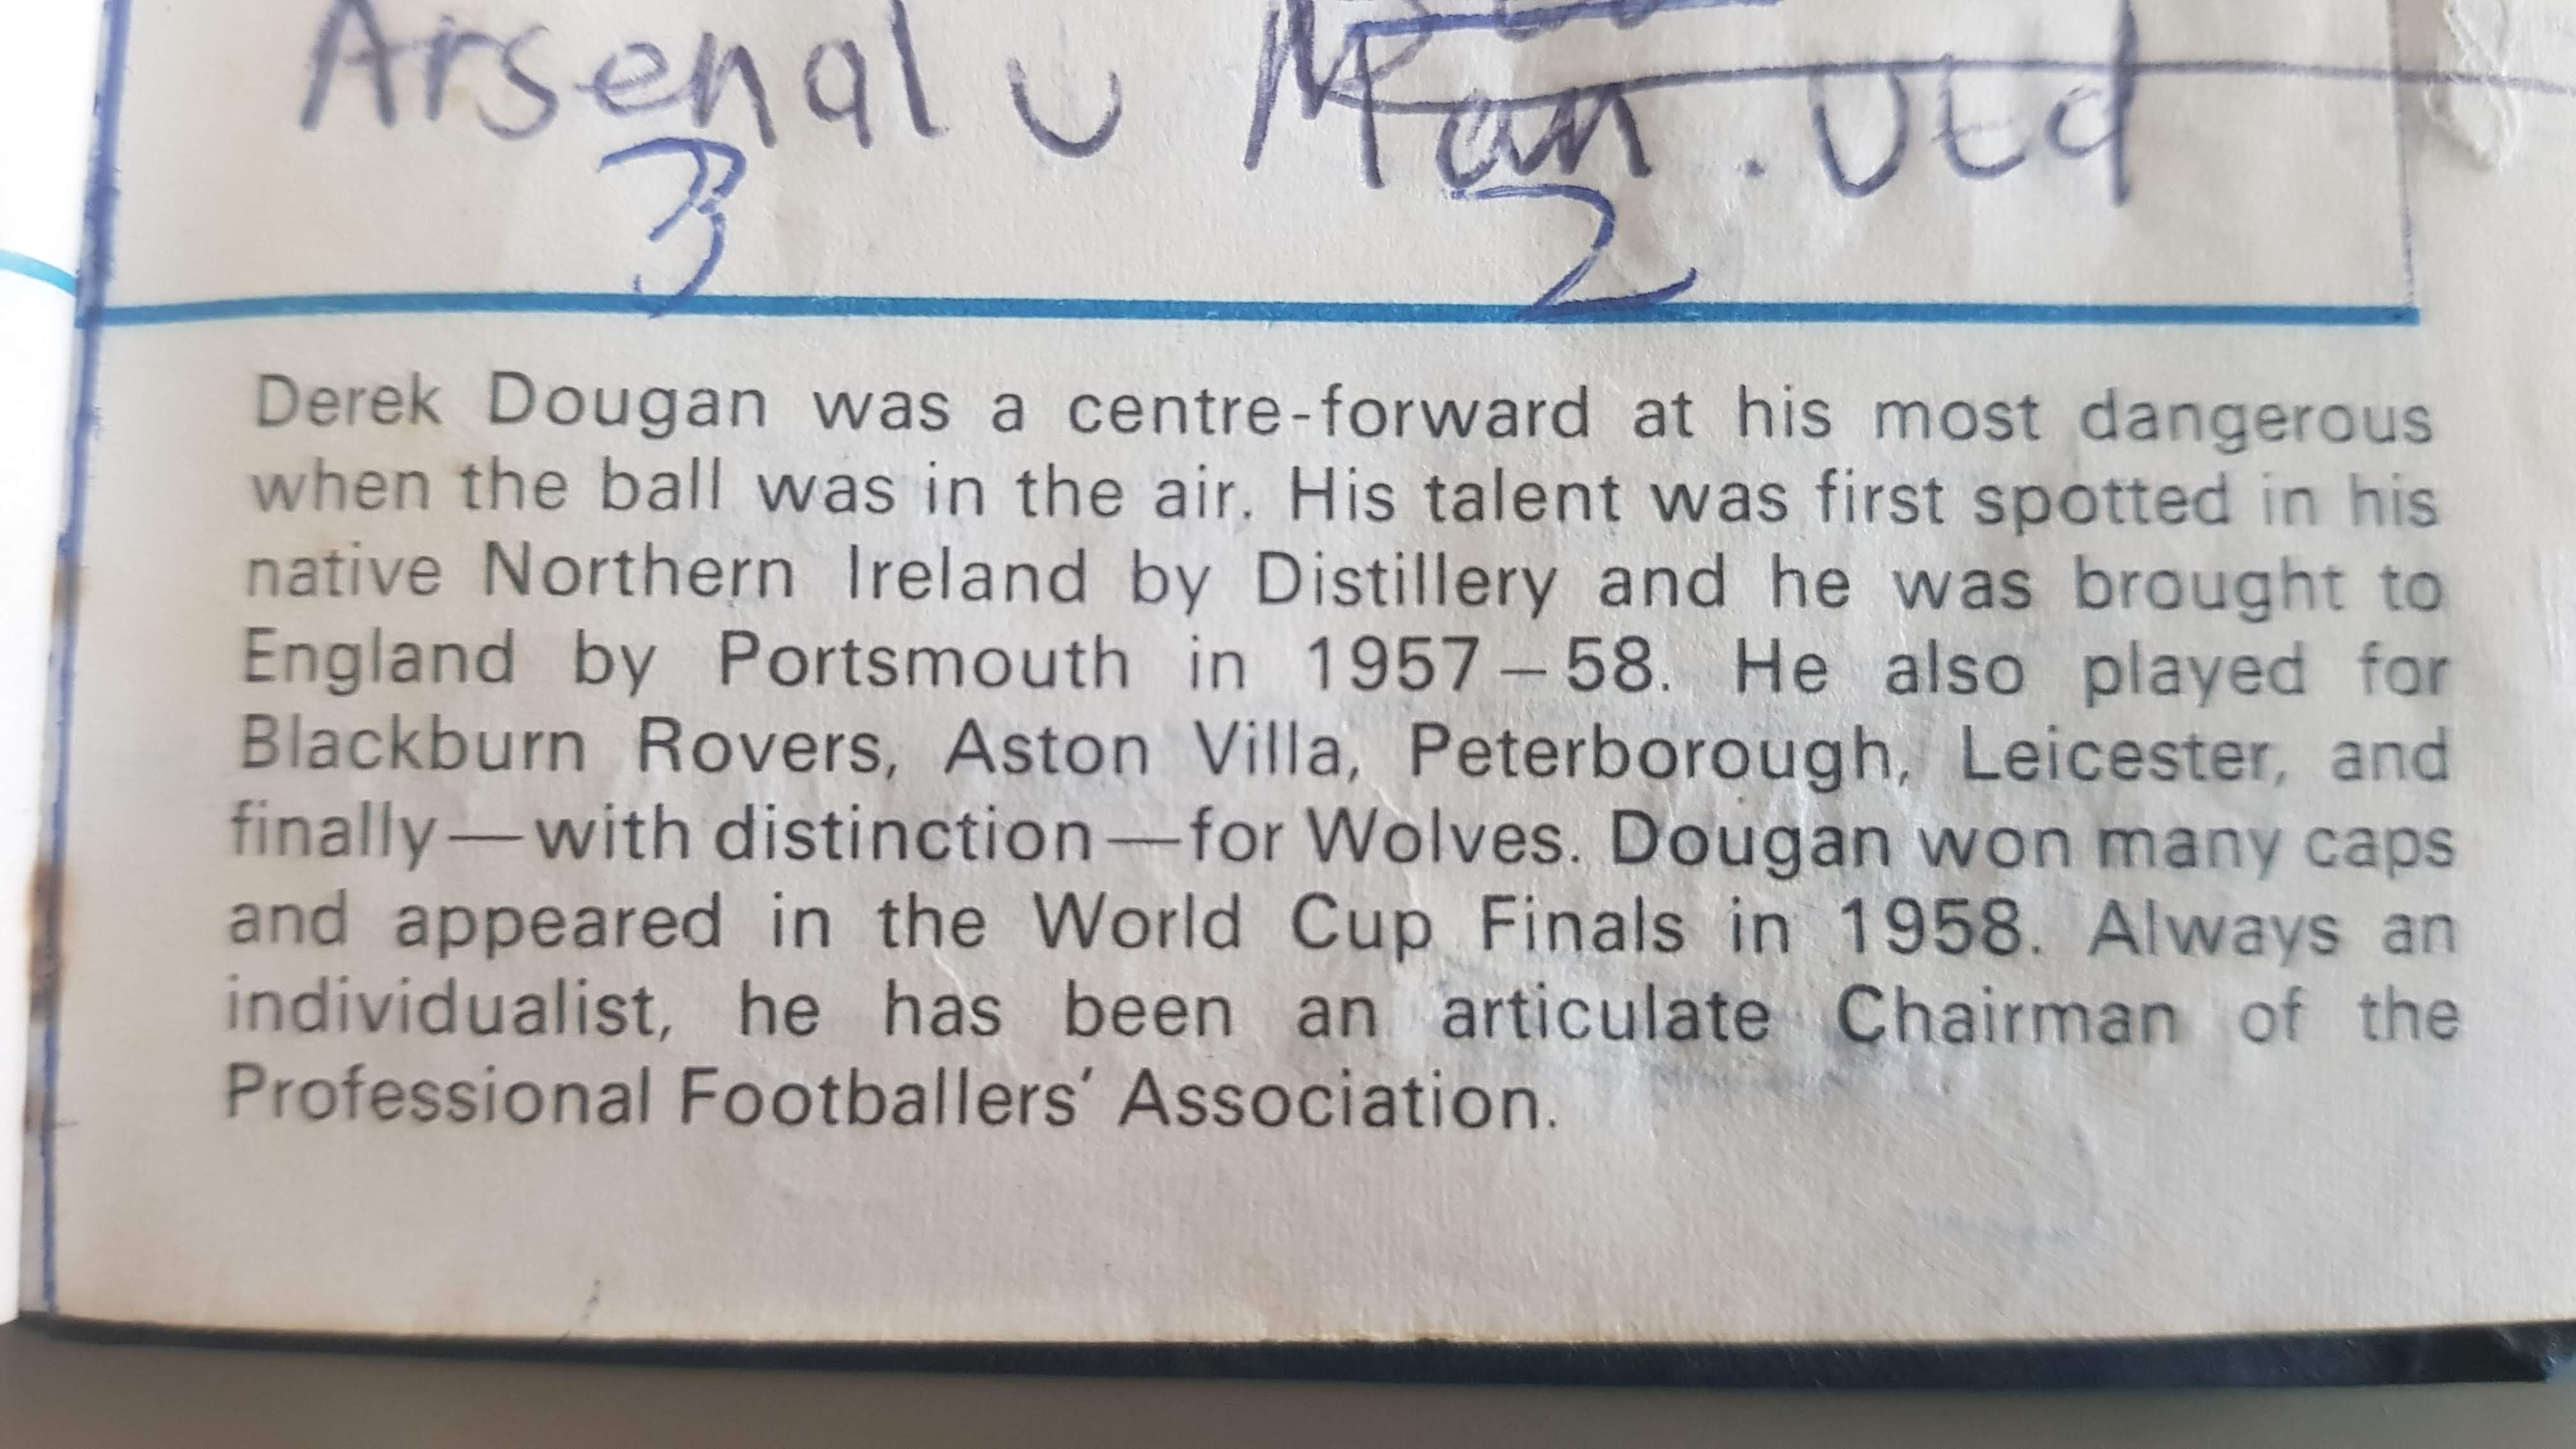 Arsenal v Man. Utd
3 2
Derek Dougan was a centre-forward at his most dangerous
when the ball was in the air. His talent was first spotted in his
native Northern Ireland by Distillery and he was brought to
England by Portsmouth in 1957–58. He also played for
Blackburn Rovers, Aston Villa, Peterborough, Leicester, and
finally—with distinction—for Wolves. Dougan won many caps
and appeared in the World Cup Finals in 1958. Always an
individualist, he has been an articulate Chairman of the
Professional Footballers' Association.